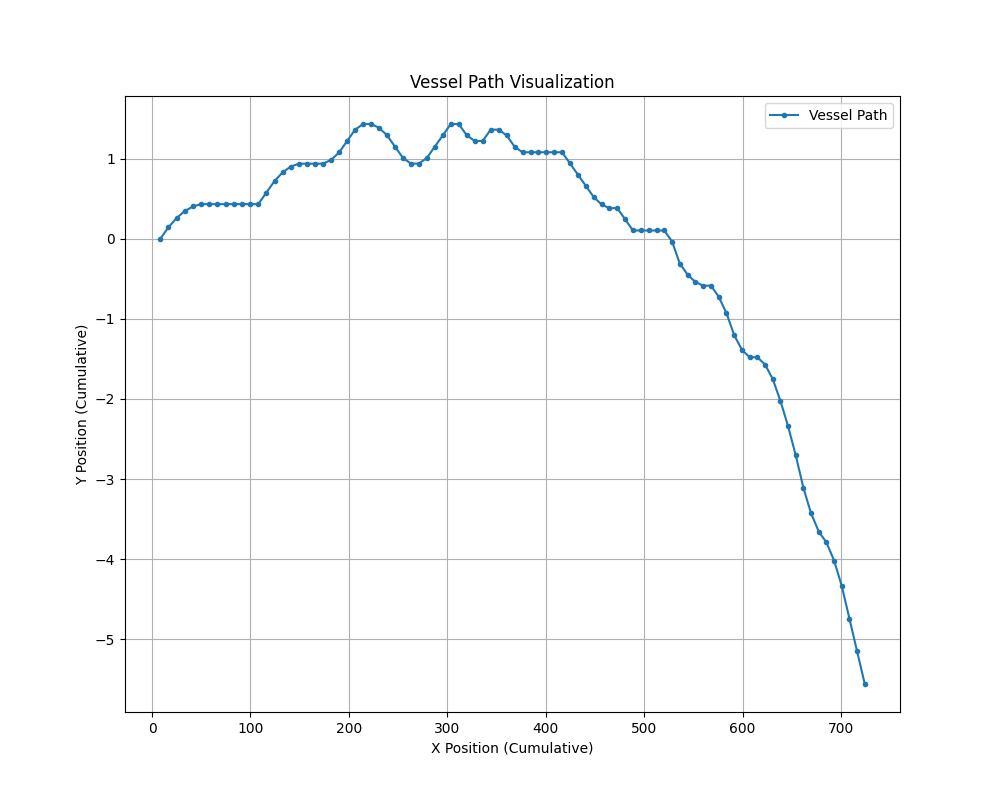 Vessel Path Visualization
Vessel Path
1
0
−1
−2
−3
−4
−5
Y Position (Cumulative)
0 100 200 300 400 500 600 700
X Position (Cumulative)